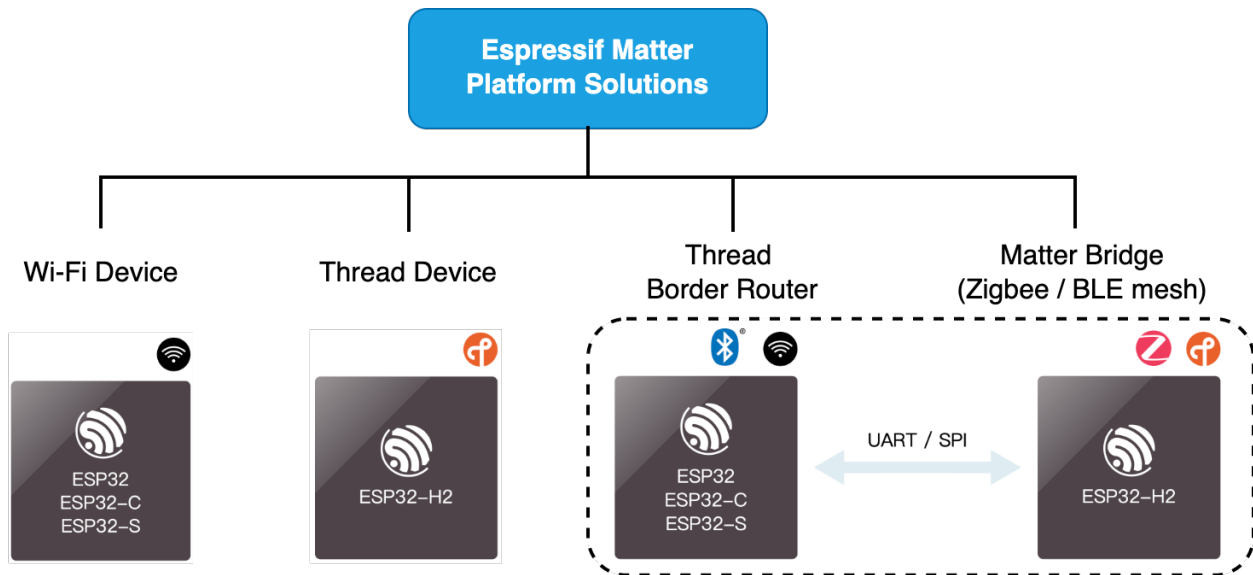 Espressif Matter
Platform Solutions
Wi-Fi Device
Thread Device
Thread
Border Router
Matter Bridge
(Zigbee / BLE mesh)
ESP32
ESP32-C
ESP32-S
ESP32-H2
®
ESP32
ESP32-C
ESP32-S
UART / SPI
ESP32-H2